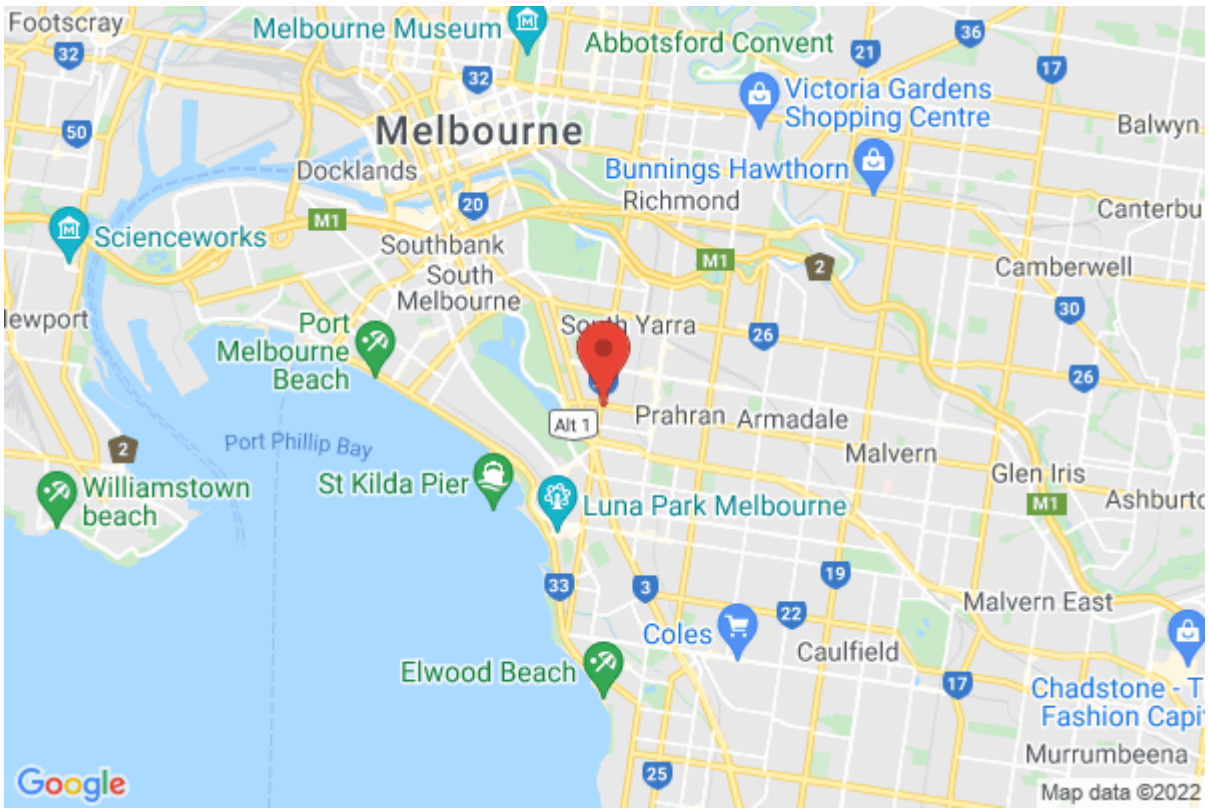 Footscray
32
Melbourne Museum
Abbotsford Convent
21
36
17
32
Victoria Gardens
Shopping Centre
50
Melbourne
Balwyn
Docklands
Bunnings Hawthorn
Richmond
20
M1
Canterbu
Scienceworks
Southbank
M1
2
Camberwell
South
Melbourne
30
Newport
Port
Melbourne
Beach
South Yarra
26
26
Alt 1
Prahran
Armadale
Port Phillip Bay
2
Malvern
Williamstown
beach
St Kilda Pier
Luna Park Melbourne
Glen Iris
M1
Ashburto
33
3
19
22
Malvern East
Coles
Caulfield
Elwood Beach
17
Chadstone - T
Fashion Capi
25
Murrumbeena
Google
Map data ©2022